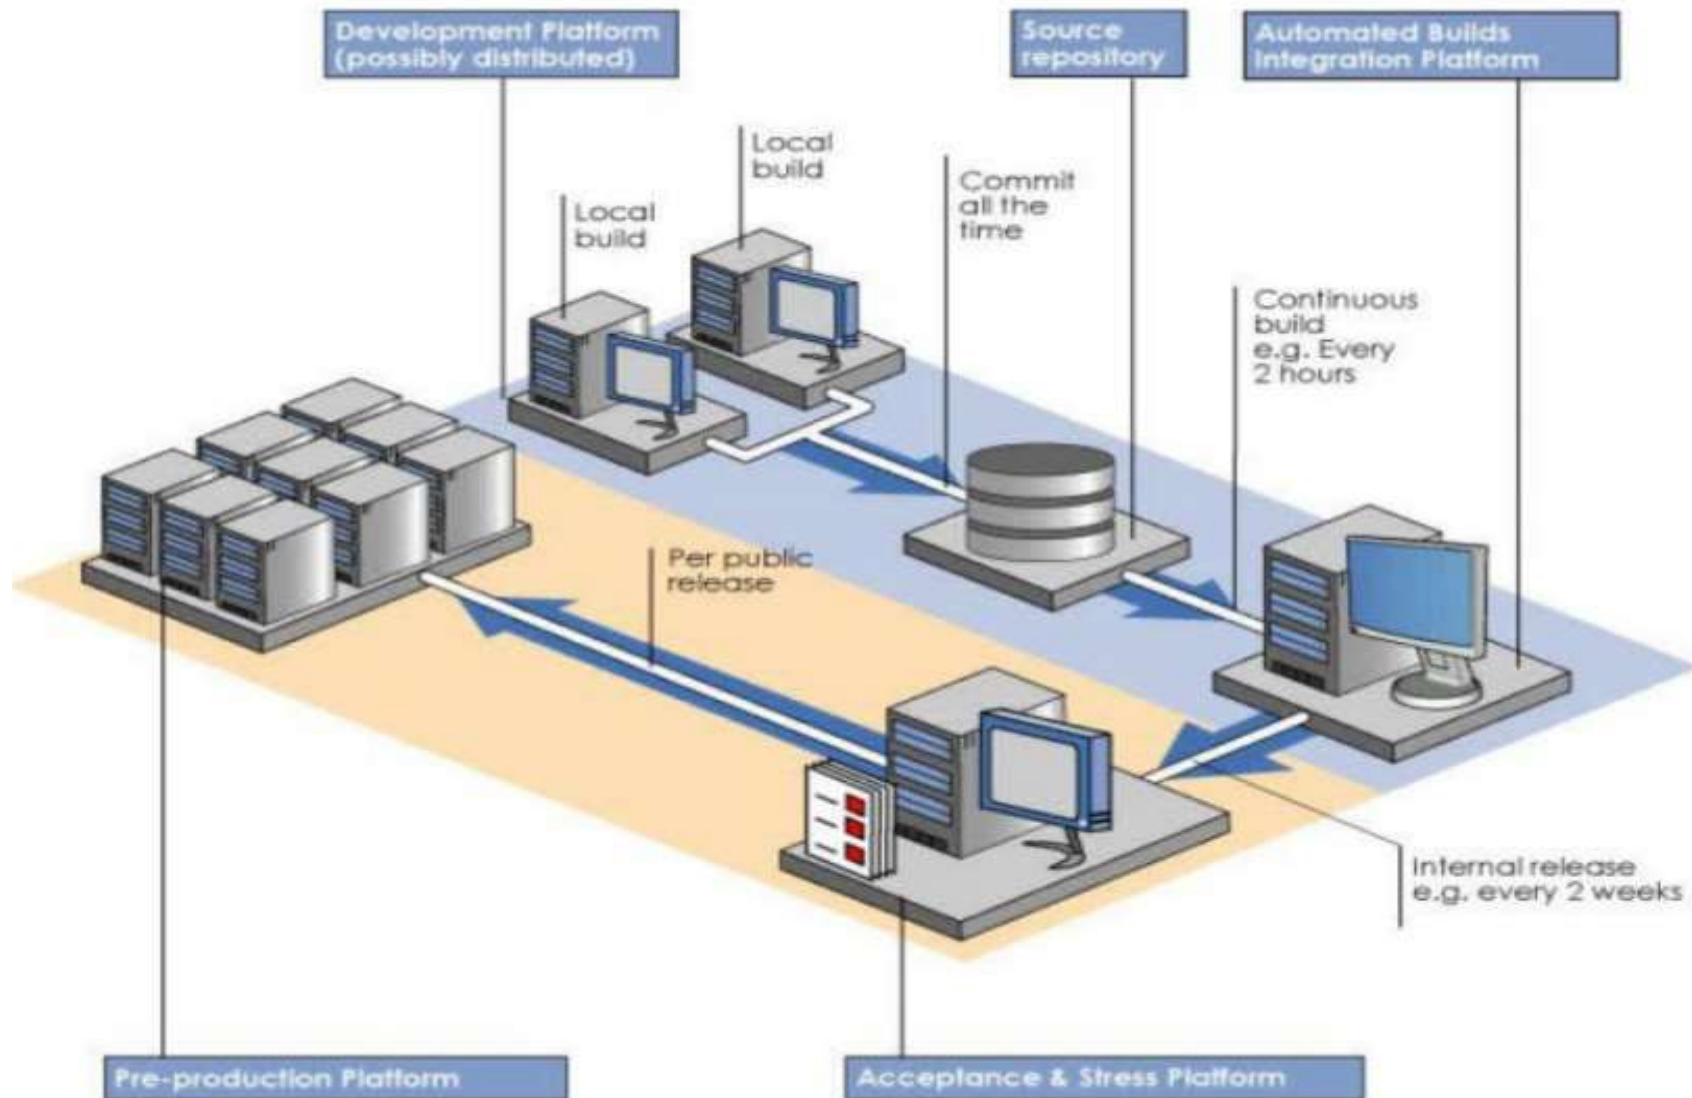 Development Platform
(possibly distributed)
Source
repository
Automated Builds
Integration Platform
Local
build
Local
build
Commit
all the
time
Continuous
build
e.g. Every
2 hours
Per public
release
Internal release
e.g. every 2 weeks
Pre-production Platform
Acceptance & Stress Platform